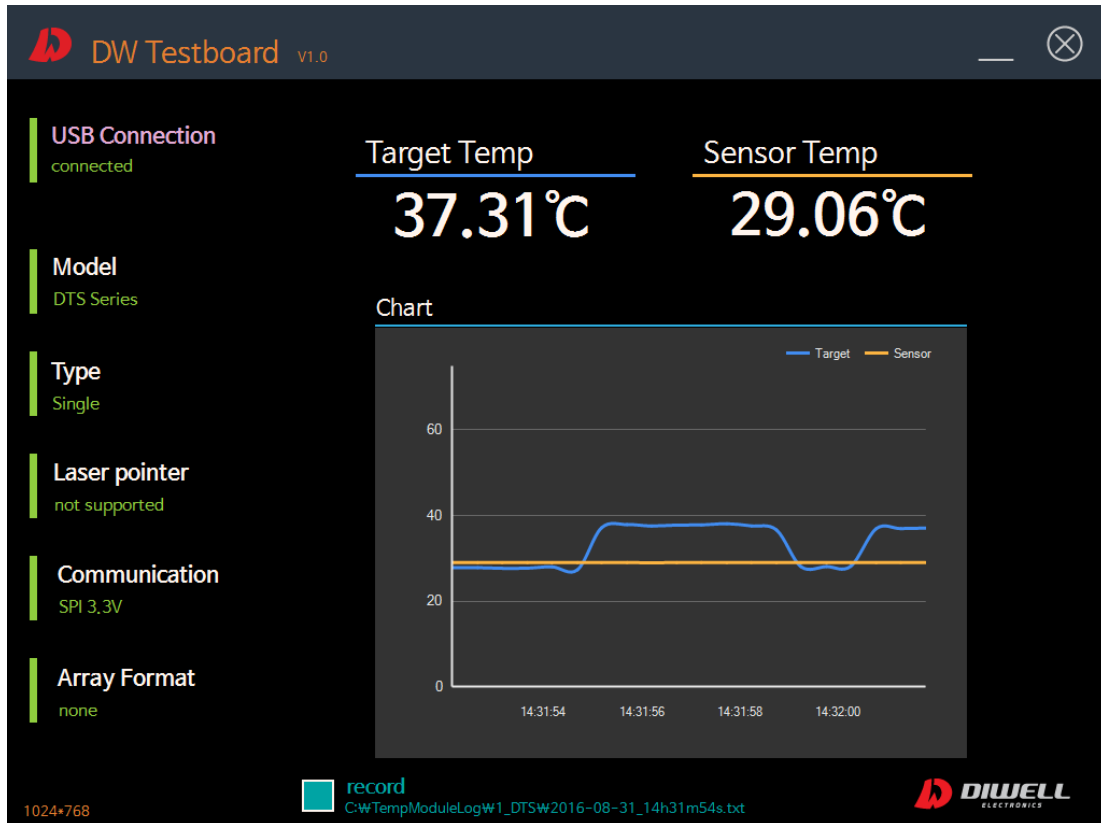 DW Testboard V1.0
USB Connection
connected
Model
DTS Series
Type
Single
Laser pointer
not supported
Communication
SPI 3.3V
Array Format
none
Target Temp
37.31℃
Sensor Temp
29.06℃
Chart
Target Sensor
60
40
20
0
14:31:54 14:31:56 14:31:58 14:32:00
record
C:₩TempModuleLog₩1_DTS₩2016-08-31_14h31m54s.txt
1024*768
DIWELL
ELECTRONICS